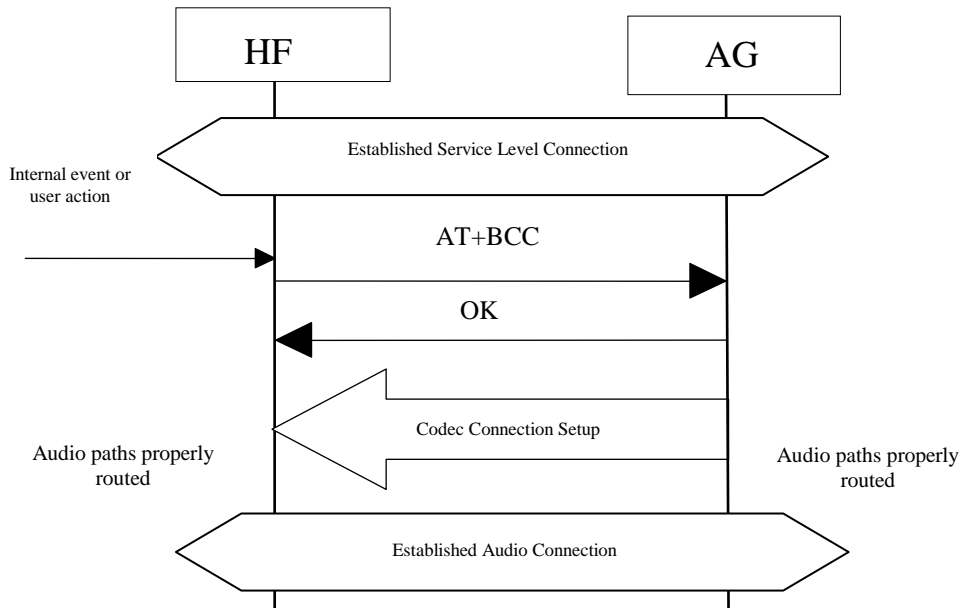 HF
AG
Established Service Level Connection
Internal event or
user action
AT+BCC
OK
Codec Connection Setup
Audio paths properly
routed
Audio paths properly
routed
Established Audio Connection